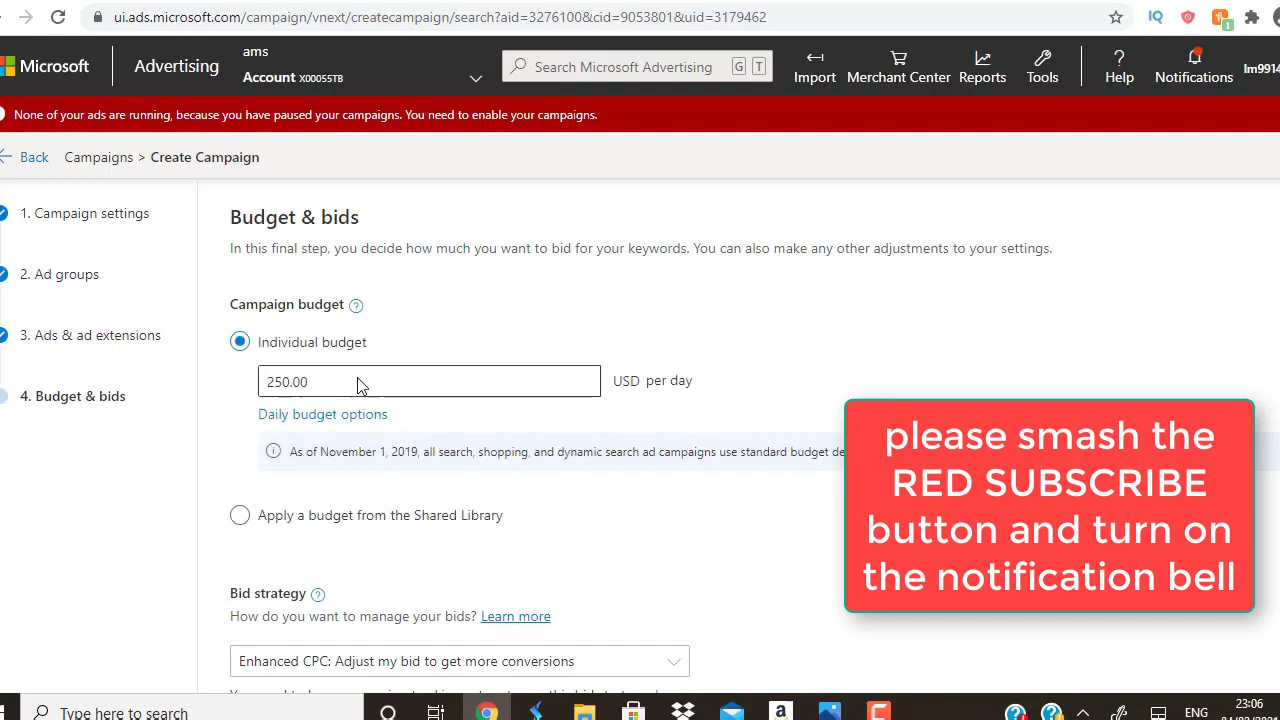 ui.ads.microsoft.com/campaign/vnext/createcampaign/search?aid=3276100&cid=9053801&uid=3179462
IQ
1
Microsoft
Advertising
ams
Account X00055TB
Search Microsoft Advertising G T
Import
Merchant Center
Reports
Tools
Help
Notifications
lm9914
None of your ads are running, because you have paused your campaigns. You need to enable your campaigns.
Back Campaigns > Create Campaign
1. Campaign settings
2. Ad groups
3. Ads & ad extensions
4. Budget & bids
Budget & bids
In this final step, you decide how much you want to bid for your keywords. You can also make any other adjustments to your settings.
Campaign budget
Individual budget
250.00 USD per day
Daily budget options
As of November 1, 2019, all search, shopping, and dynamic search ad campaigns use standard budget de
Apply a budget from the Shared Library
Bid strategy
How do you want to manage your bids? Learn more
Enhanced CPC: Adjust my bid to get more conversions
please smash the
RED SUBSCRIBE
button and turn on
the notification bell
Type here to search
ENG
23:06